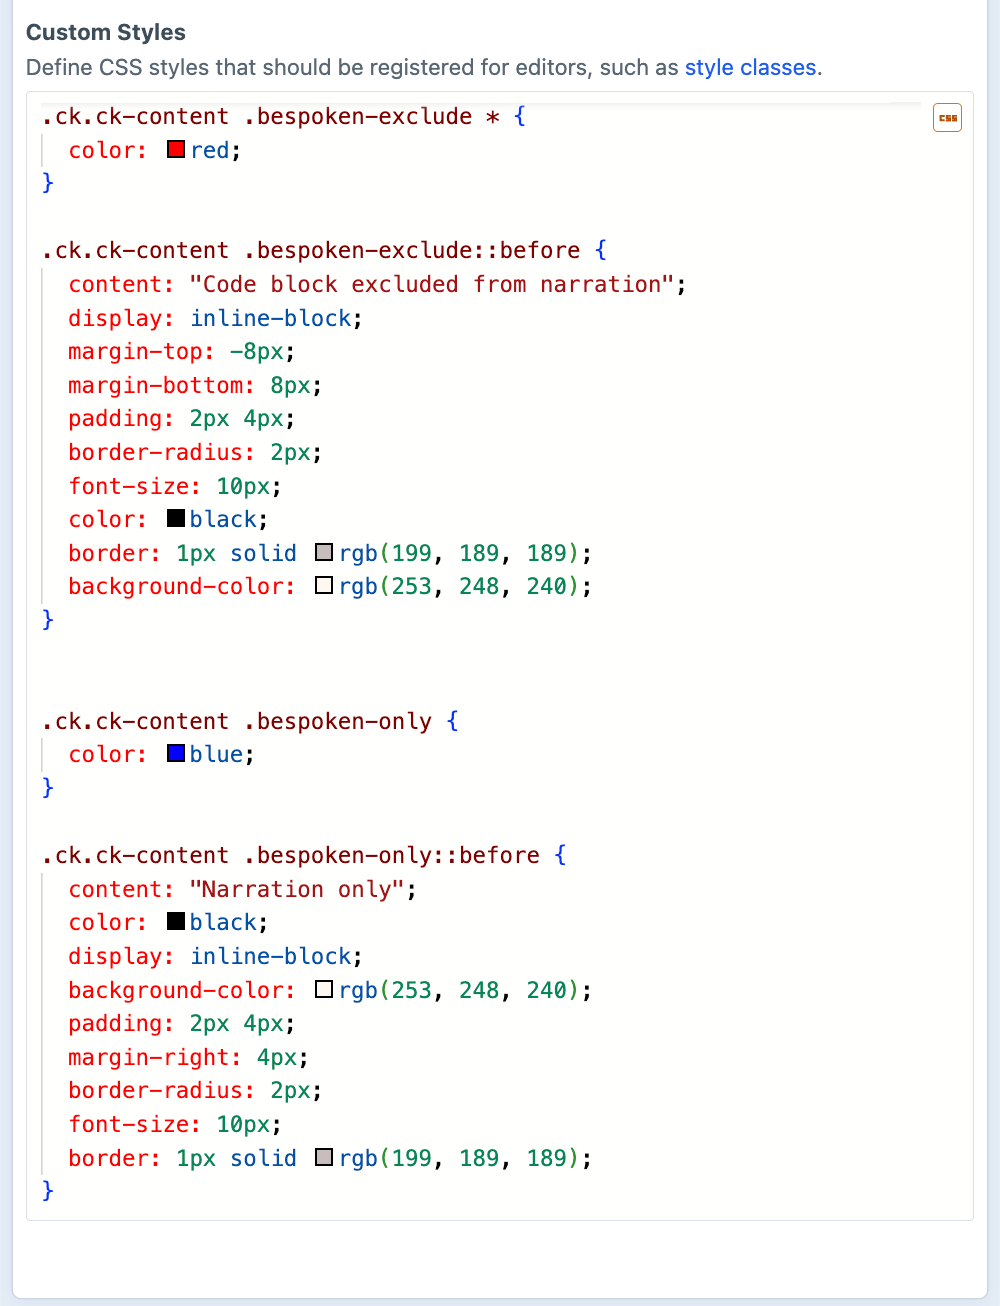 Custom Styles
Define CSS styles that should be registered for editors, such as style classes.
css
.ck.ck-content .bespoken-exclude * {
  color: red;
}

.ck.ck-content .bespoken-exclude::before {
  content: "Code block excluded from narration";
  display: inline-block;
  margin-top: -8px;
  margin-bottom: 8px;
  padding: 2px 4px;
  border-radius: 2px;
  font-size: 10px;
  color: black;
  border: 1px solid rgb(199, 189, 189);
  background-color: rgb(253, 248, 240);
}

.ck.ck-content .bespoken-only {
  color: blue;
}

.ck.ck-content .bespoken-only::before {
  content: "Narration only";
  color: black;
  display: inline-block;
  background-color: rgb(253, 248, 240);
  padding: 2px 4px;
  margin-right: 4px;
  border-radius: 2px;
  font-size: 10px;
  border: 1px solid rgb(199, 189, 189);
}